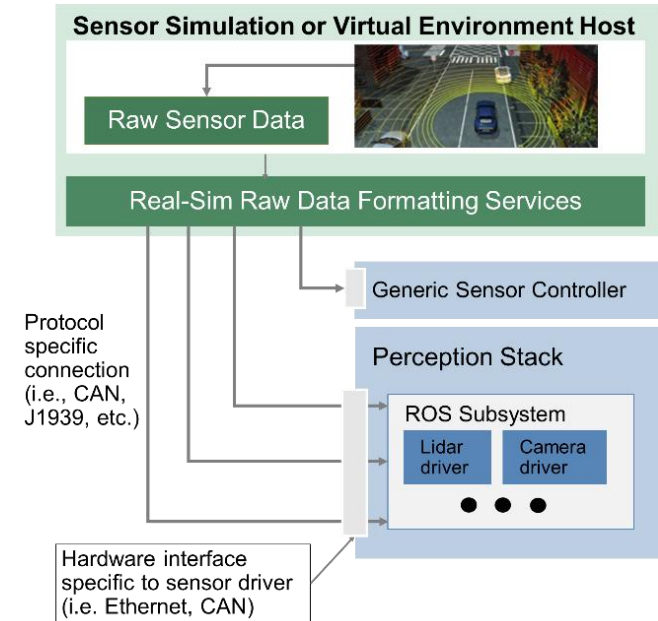 Sensor Simulation or Virtual Environment Host
Raw Sensor Data
Real-Sim Raw Data Formatting Services
Generic Sensor Controller
Protocol
specific
connection
(i.e., CAN,
J1939, etc.)
Perception Stack
ROS Subsystem
Lidar
driver
Camera
driver
Hardware interface
specific to sensor driver
(i.e. Ethernet, CAN)